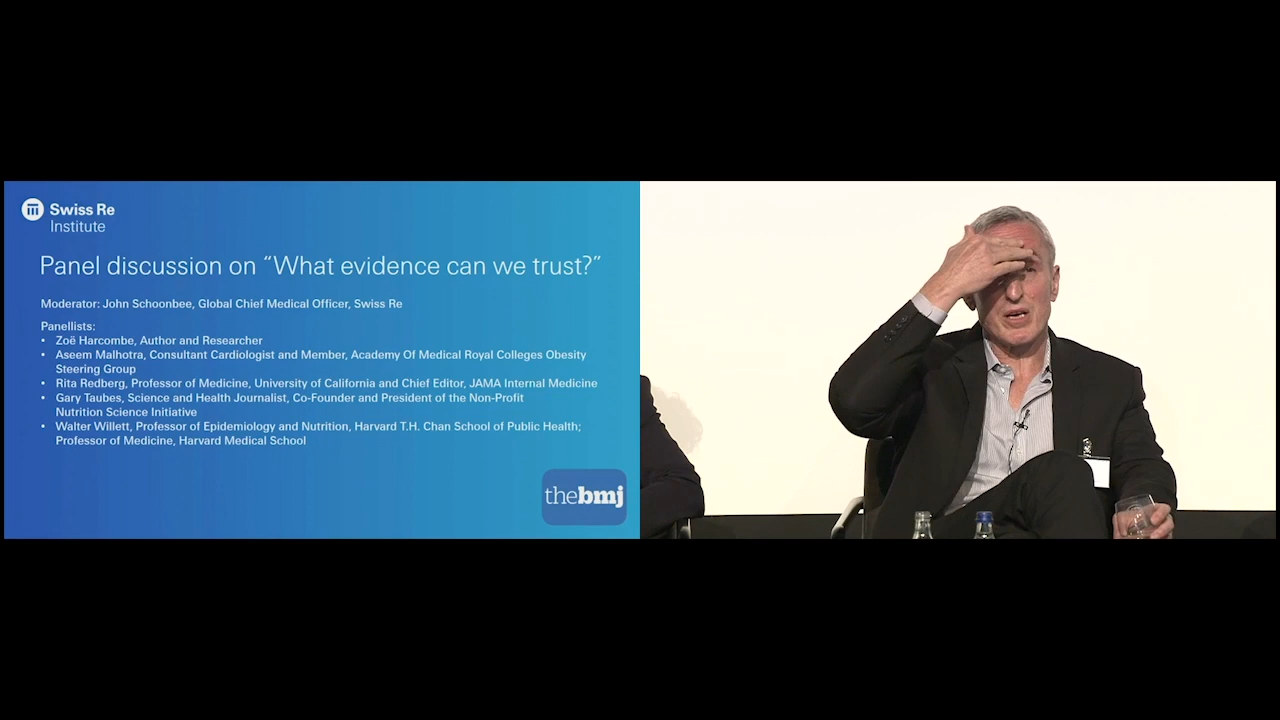 Swiss Re
Institute
Panel discussion on “What evidence can we trust?”
Moderator: John Schoonbee, Global Chief Medical Officer, Swiss Re
Panellists:
• Zoë Harcombe, Author and Researcher
• Aseem Malhotra, Consultant Cardiologist and Member, Academy Of Medical Royal Colleges Obesity
Steering Group
• Rita Redberg, Professor of Medicine, University of California and Chief Editor, JAMA Internal Medicine
• Gary Taubes, Science and Health Journalist, Co-Founder and President of the Non-Profit
Nutrition Science Initiative
• Walter Willett, Professor of Epidemiology and Nutrition, Harvard T.H. Chan School of Public Health;
Professor of Medicine, Harvard Medical School
thebmj